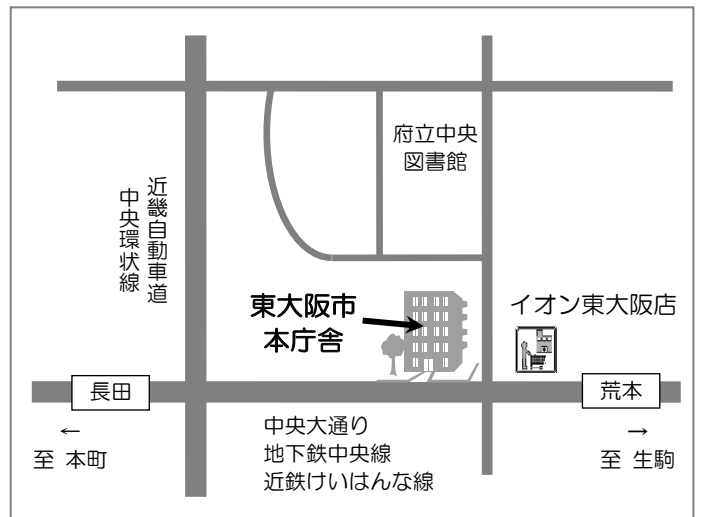 府立中央
図書館
近畿自動車道
中央環状線
東大阪市
本庁舎
イオン東大阪店
長田
荒本
←
至 本町
中央大通り
地下鉄中央線
近鉄けいはんな線
→
至 生駒